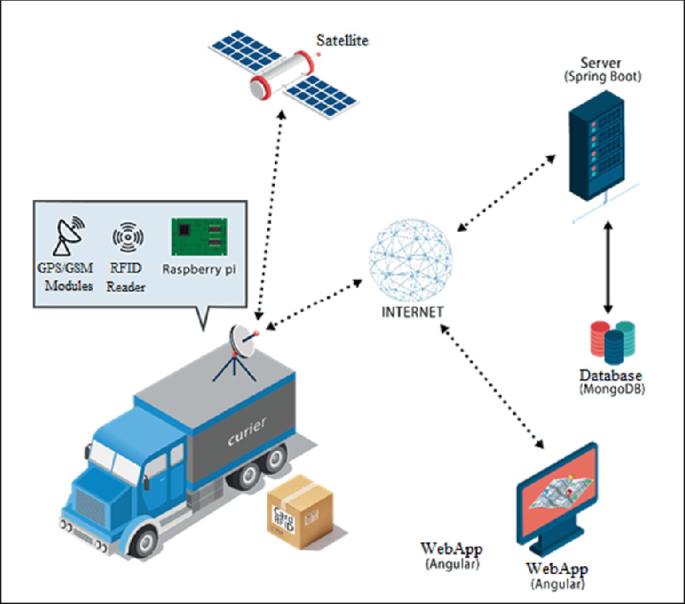 Satellite
Server
(Spring Boot)
GPS/GSM
Modules
RFID
Reader
Raspberry pi
INTERNET
Database
(MongoDB)
curier
Card
RFID
WebApp
(Angular)
WebApp
(Angular)